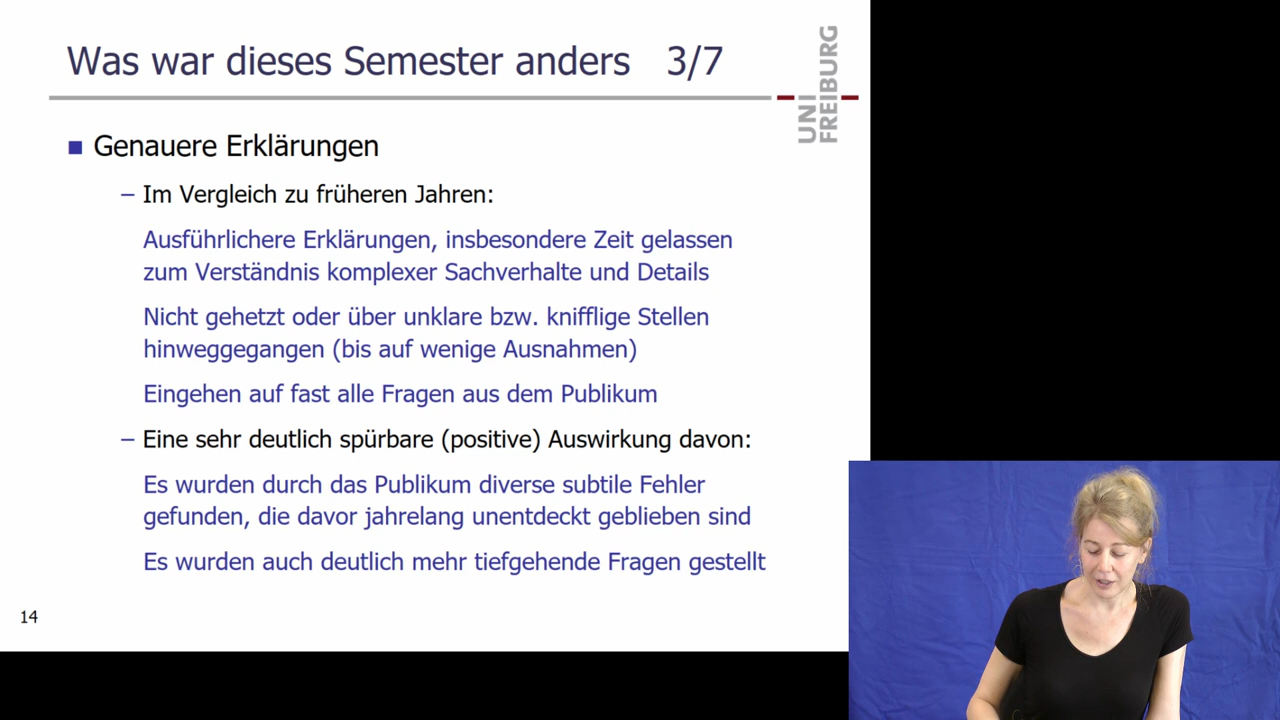 Was war dieses Semester anders 3/7
UNI
FREIBURG
Genauere Erklärungen
– Im Vergleich zu früheren Jahren:
Ausführlichere Erklärungen, insbesondere Zeit gelassen
zum Verständnis komplexer Sachverhalte und Details
Nicht gehetzt oder über unklare bzw. knifflige Stellen
hinweggegangen (bis auf wenige Ausnahmen)
Eingehen auf fast alle Fragen aus dem Publikum
– Eine sehr deutlich spürbare (positive) Auswirkung davon:
Es wurden durch das Publikum diverse subtile Fehler
gefunden, die davor jahrelang unentdeckt geblieben sind
Es wurden auch deutlich mehr tiefgehende Fragen gestellt
14